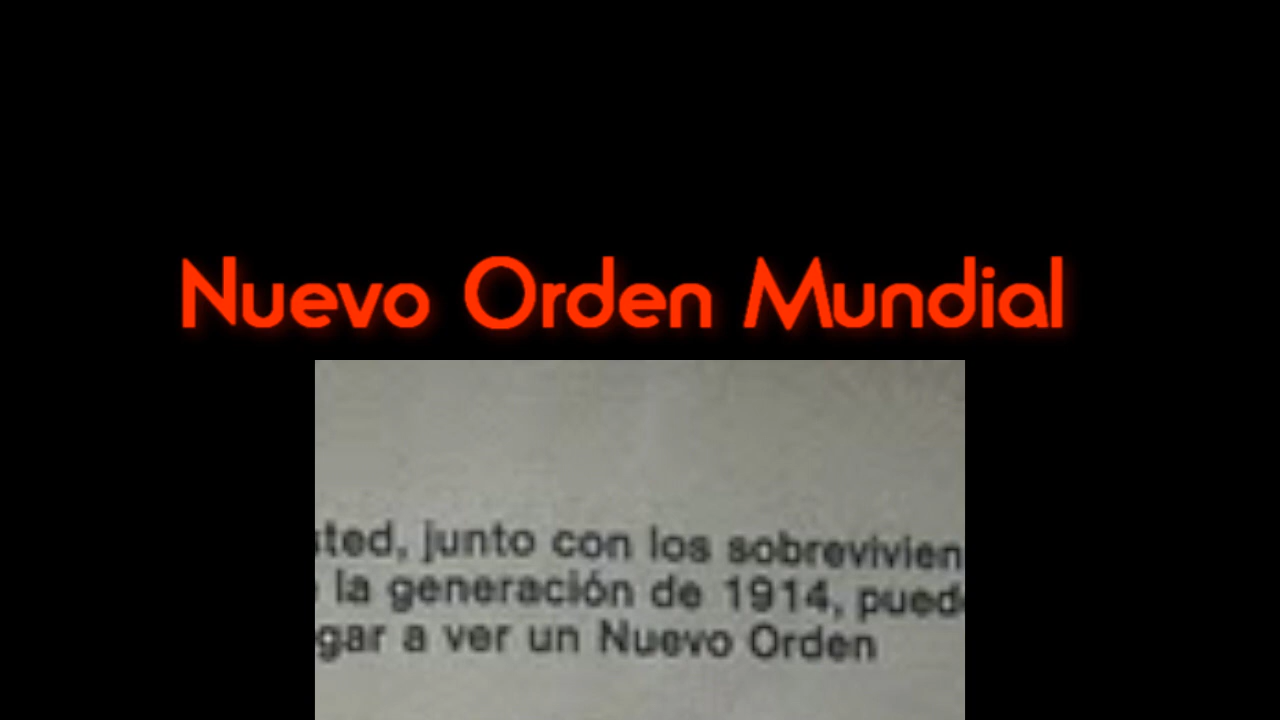 Nuevo Orden Mundial
sted, junto con los sobrevivien
la generación de 1914, pued
gar a ver un Nuevo Orden